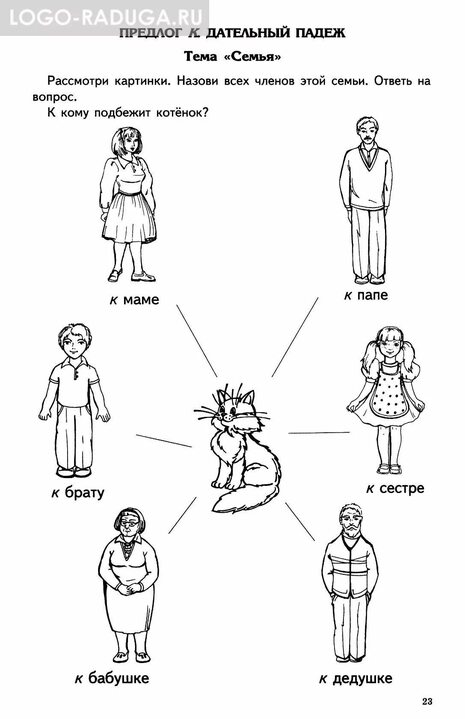 LOGO-RADUGA.RU
ПРЕДЛОГ К. ДАТЕЛЬНЫЙ ПАДЕЖ
Тема «Семья»
Рассмотри картинки. Назови всех членов этой семьи. Ответь на
вопрос.
К кому подбежит котёнок?
к маме
к папе
к брату
к сестре
к бабушке
к дедушке
23